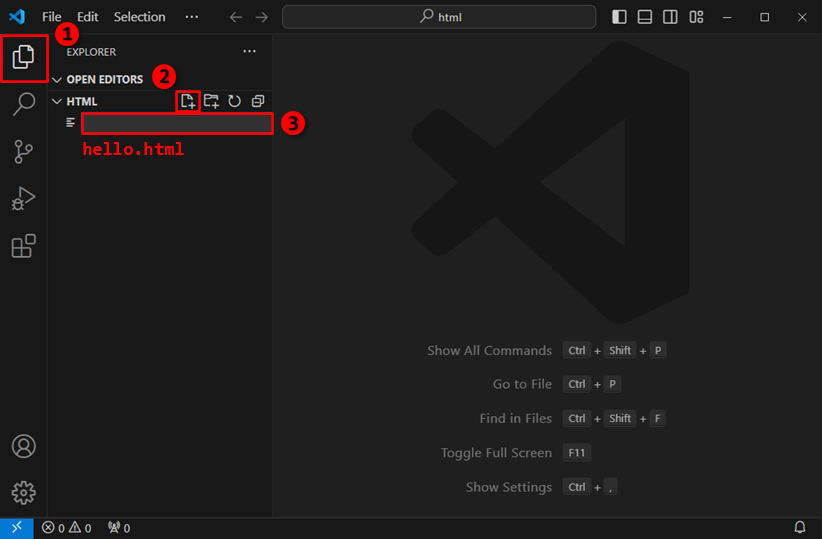 File Edit Selection ··· html
1
EXPLORER ···
OPEN EDITORS 2
HTML
3
hello.html
Show All Commands Ctrl + Shift + P
Go to File Ctrl + P
Find in Files Ctrl + Shift + F
Toggle Full Screen F11
Show Settings Ctrl + ,
0 0 0